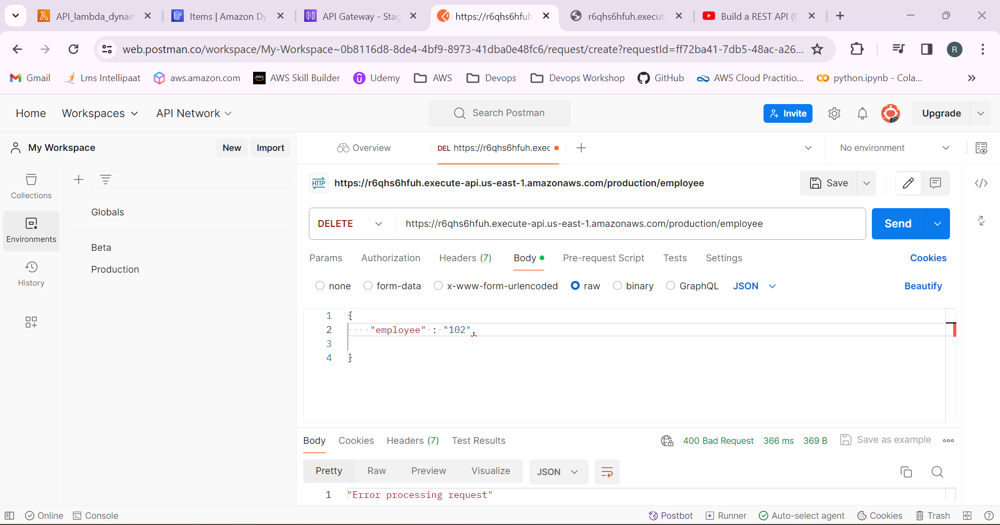 API_lambda_dynam
Items | Amazon Dy
API Gateway - Stag
https://r6qhs6hfuh
r6qhs6hfuh.execut
Build a REST API (C
web.postman.co/workspace/My-Workspace~0b8116d8-8de4-4bf9-8973-41dba0e48fc6/request/create?requestId=ff72ba41-7db5-48ac-a26...
R
Gmail
Lms Intellipaat
aws.amazon.com
aws
AWS Skill Builder
Udemy
AWS
Devops
Devops Workshop
GitHub
AWS Cloud Practitio...
python.ipynb - Cola...
Home
Workspaces
API Network
Search Postman
Invite
Upgrade
My Workspace
New
Import
Overview
DEL https://r6qhs6hfuh.exec
No environment
Collections
Environments
History
Globals
Beta
Production
HTTP
https://r6qhs6hfuh.execute-api.us-east-1.amazonaws.com/production/employee
Save
DELETE
https://r6qhs6hfuh.execute-api.us-east-1.amazonaws.com/production/employee
Send
Params
Authorization
Headers (7)
Body
Pre-request Script
Tests
Settings
Cookies
none
form-data
x-www-form-urlencoded
raw
binary
GraphQL
JSON
Beautify
1 {
2 "employee" : "102",
3
4 }
Body
Cookies
Headers (7)
Test Results
400 Bad Request
366 ms
369 B
Save as example
Pretty
Raw
Preview
Visualize
JSON
1 "Error processing request"
Online
Console
Postbot
Runner
Auto-select agent
Cookies
Trash